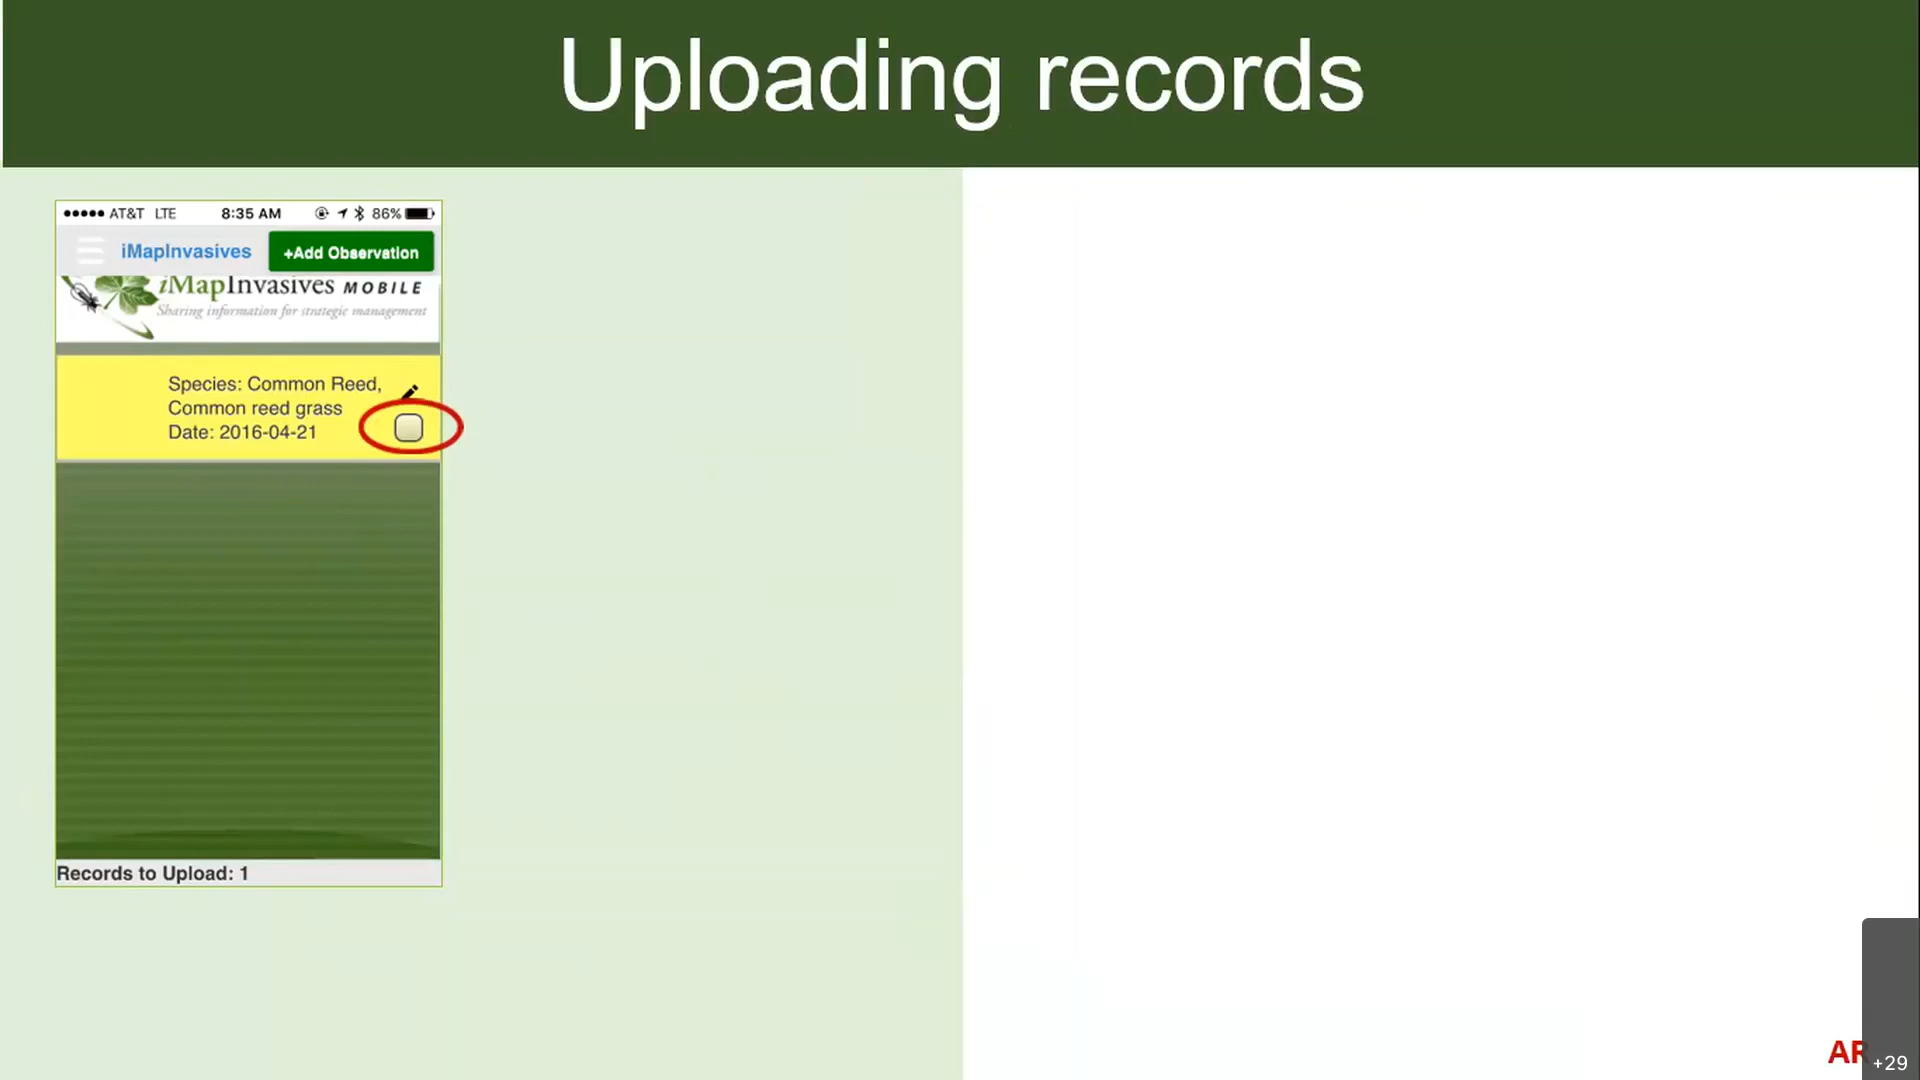 Uploading records
AT&T LTE 8:35 AM 86%
iMapInvasives
+Add Observation
iMapInvasives MOBILE
Sharing information for strategic management
Species: Common Reed,
Common reed grass
Date: 2016-04-21
Records to Upload: 1
AR
+29